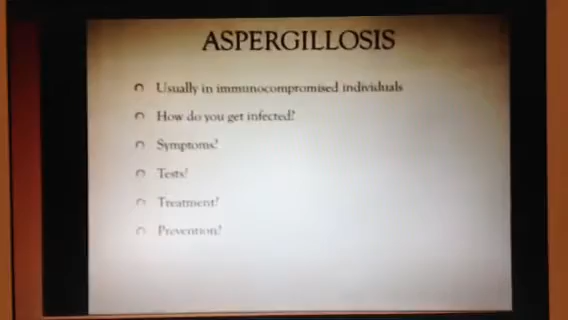 ASPERGILLOSIS
Usually in immunocompromised individuals
How do you get infected?
Symptoms?
Tests?
Treatment?
Prevention?